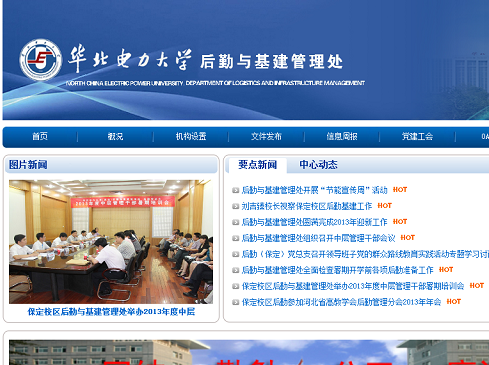 华北电力大学 后勤与基建管理处
NORTH CHINA ELECTRIC POWER UNIVERSITY DEPARTMENT OF LOGISTICS AND INFRASTRUCTURE MANAGEMENT
首页 概况 机构设置 文件发布 信息周报 党建工会 OA
图片新闻
保定校区后勤与基建管理处举办2013年度中层
要点新闻 中心动态
后勤与基建管理处开展“节能宣传周”活动 HOT
刘吉臻校长视察保定校区后勤基建工作 HOT
后勤与基建管理处圆满完成2013年迎新工作 HOT
后勤与基建管理处组织召开中层管理干部会议 HOT
后勤（保定）党总支召开领导班子党的群众路线教育实践活动专题学习讨
后勤与基建管理处全面检查暑期开学前各项后勤准备工作 HOT
保定校区后勤与基建管理处举办2013年度中层管理干部暑期培训会 HOT
保定校区后勤参加河北省高教学会后勤管理分会2013年年会 HOT